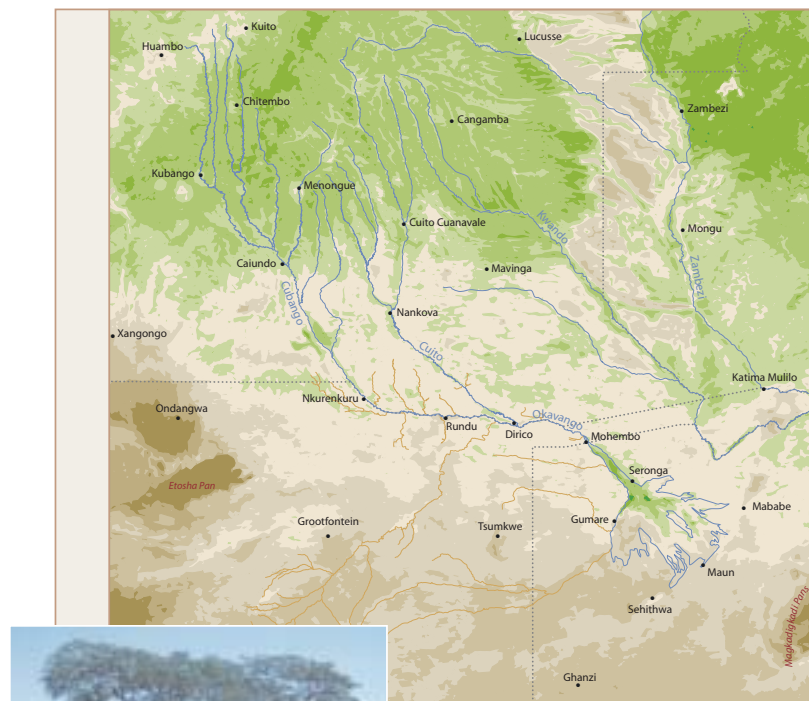 Kuito
Lucusse
Huambo
Chitembo
Zambezi
Cangamba
Kubango
Menongue
Kwando
Cuito Cuanavale
Mongu
Caiundo
Mavinga
Zambezi
Cubango
Nankova
Xangongo
Cuito
Katima Mulilo
Nkurenkuru
Ondangwa
Okavango
Rundu
Dirico
Mohembo
Seronga
Etosha Pan
Mababe
Grootfontein
Tsumkwe
Gumare
Maun
Sehithwa
Magkadigkadi Pans
Ghanzi